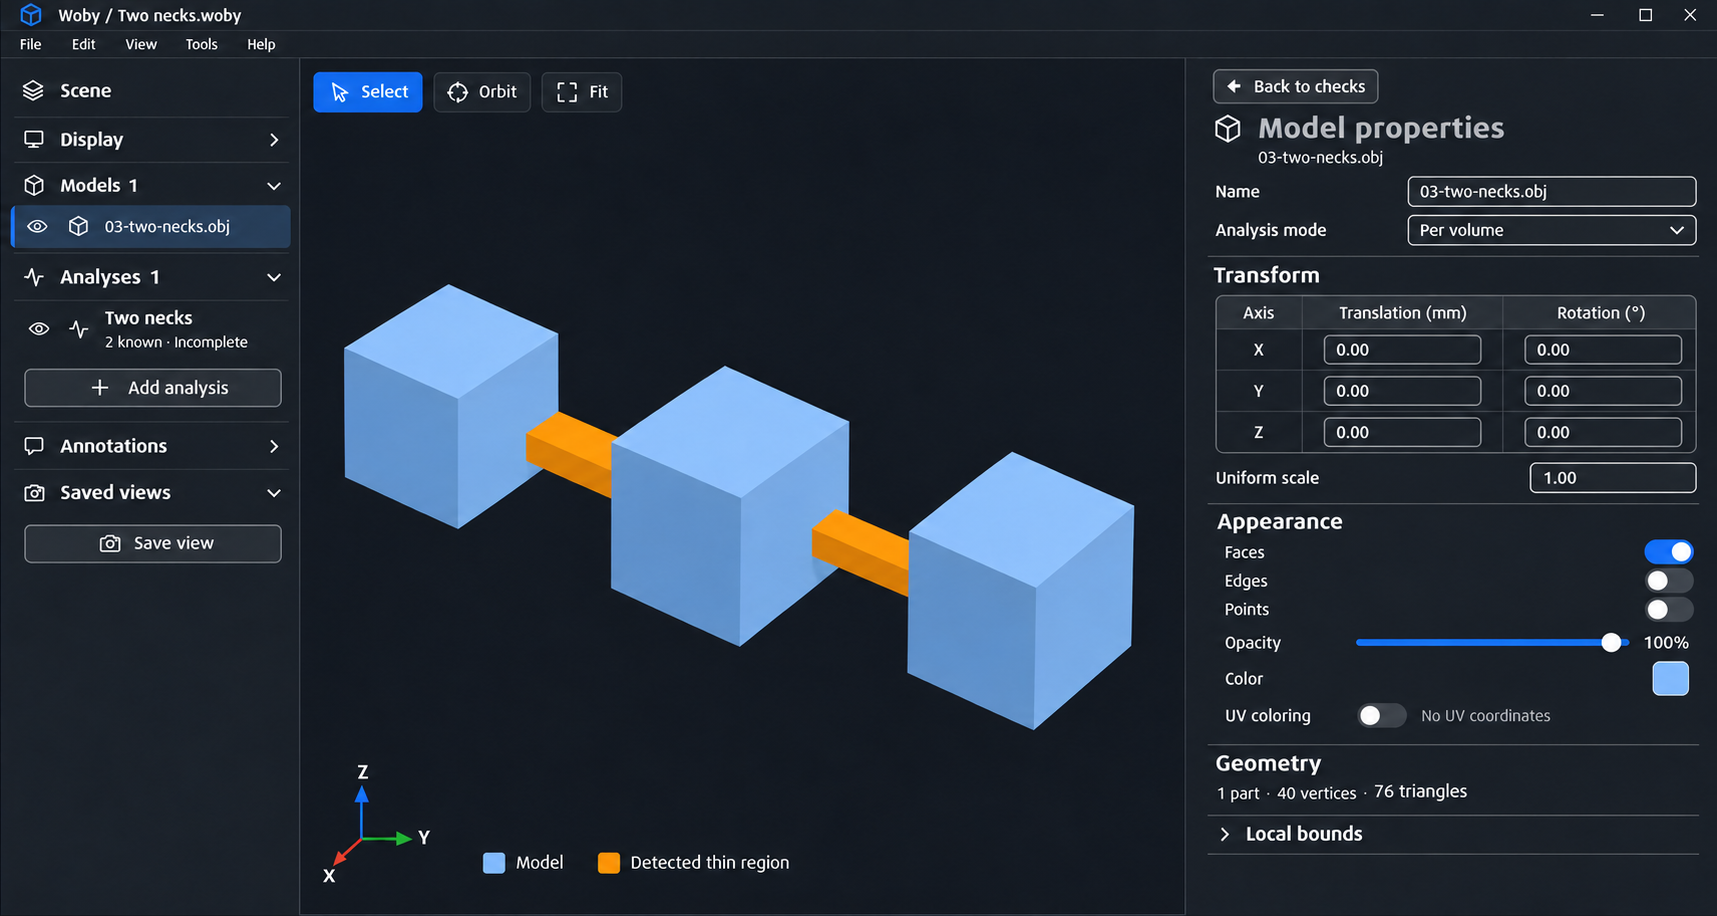 Woby / Two necks.woby
File Edit View Tools Help
Scene
Display
Models 1
03-two-necks.obj
Analyses 1
Two necks
2 known · Incomplete
+ Add analysis
Annotations
Saved views
Save view
Select Orbit Fit
Z
Y
X
Model Detected thin region
Back to checks
Model properties
03-two-necks.obj
Name 03-two-necks.obj
Analysis mode Per volume
Transform
Axis Translation (mm) Rotation (°)
X 0.00 0.00
Y 0.00 0.00
Z 0.00 0.00
Uniform scale 1.00
Appearance
Faces
Edges
Points
Opacity 100%
Color
UV coloring No UV coordinates
Geometry
1 part · 40 vertices · 76 triangles
Local bounds